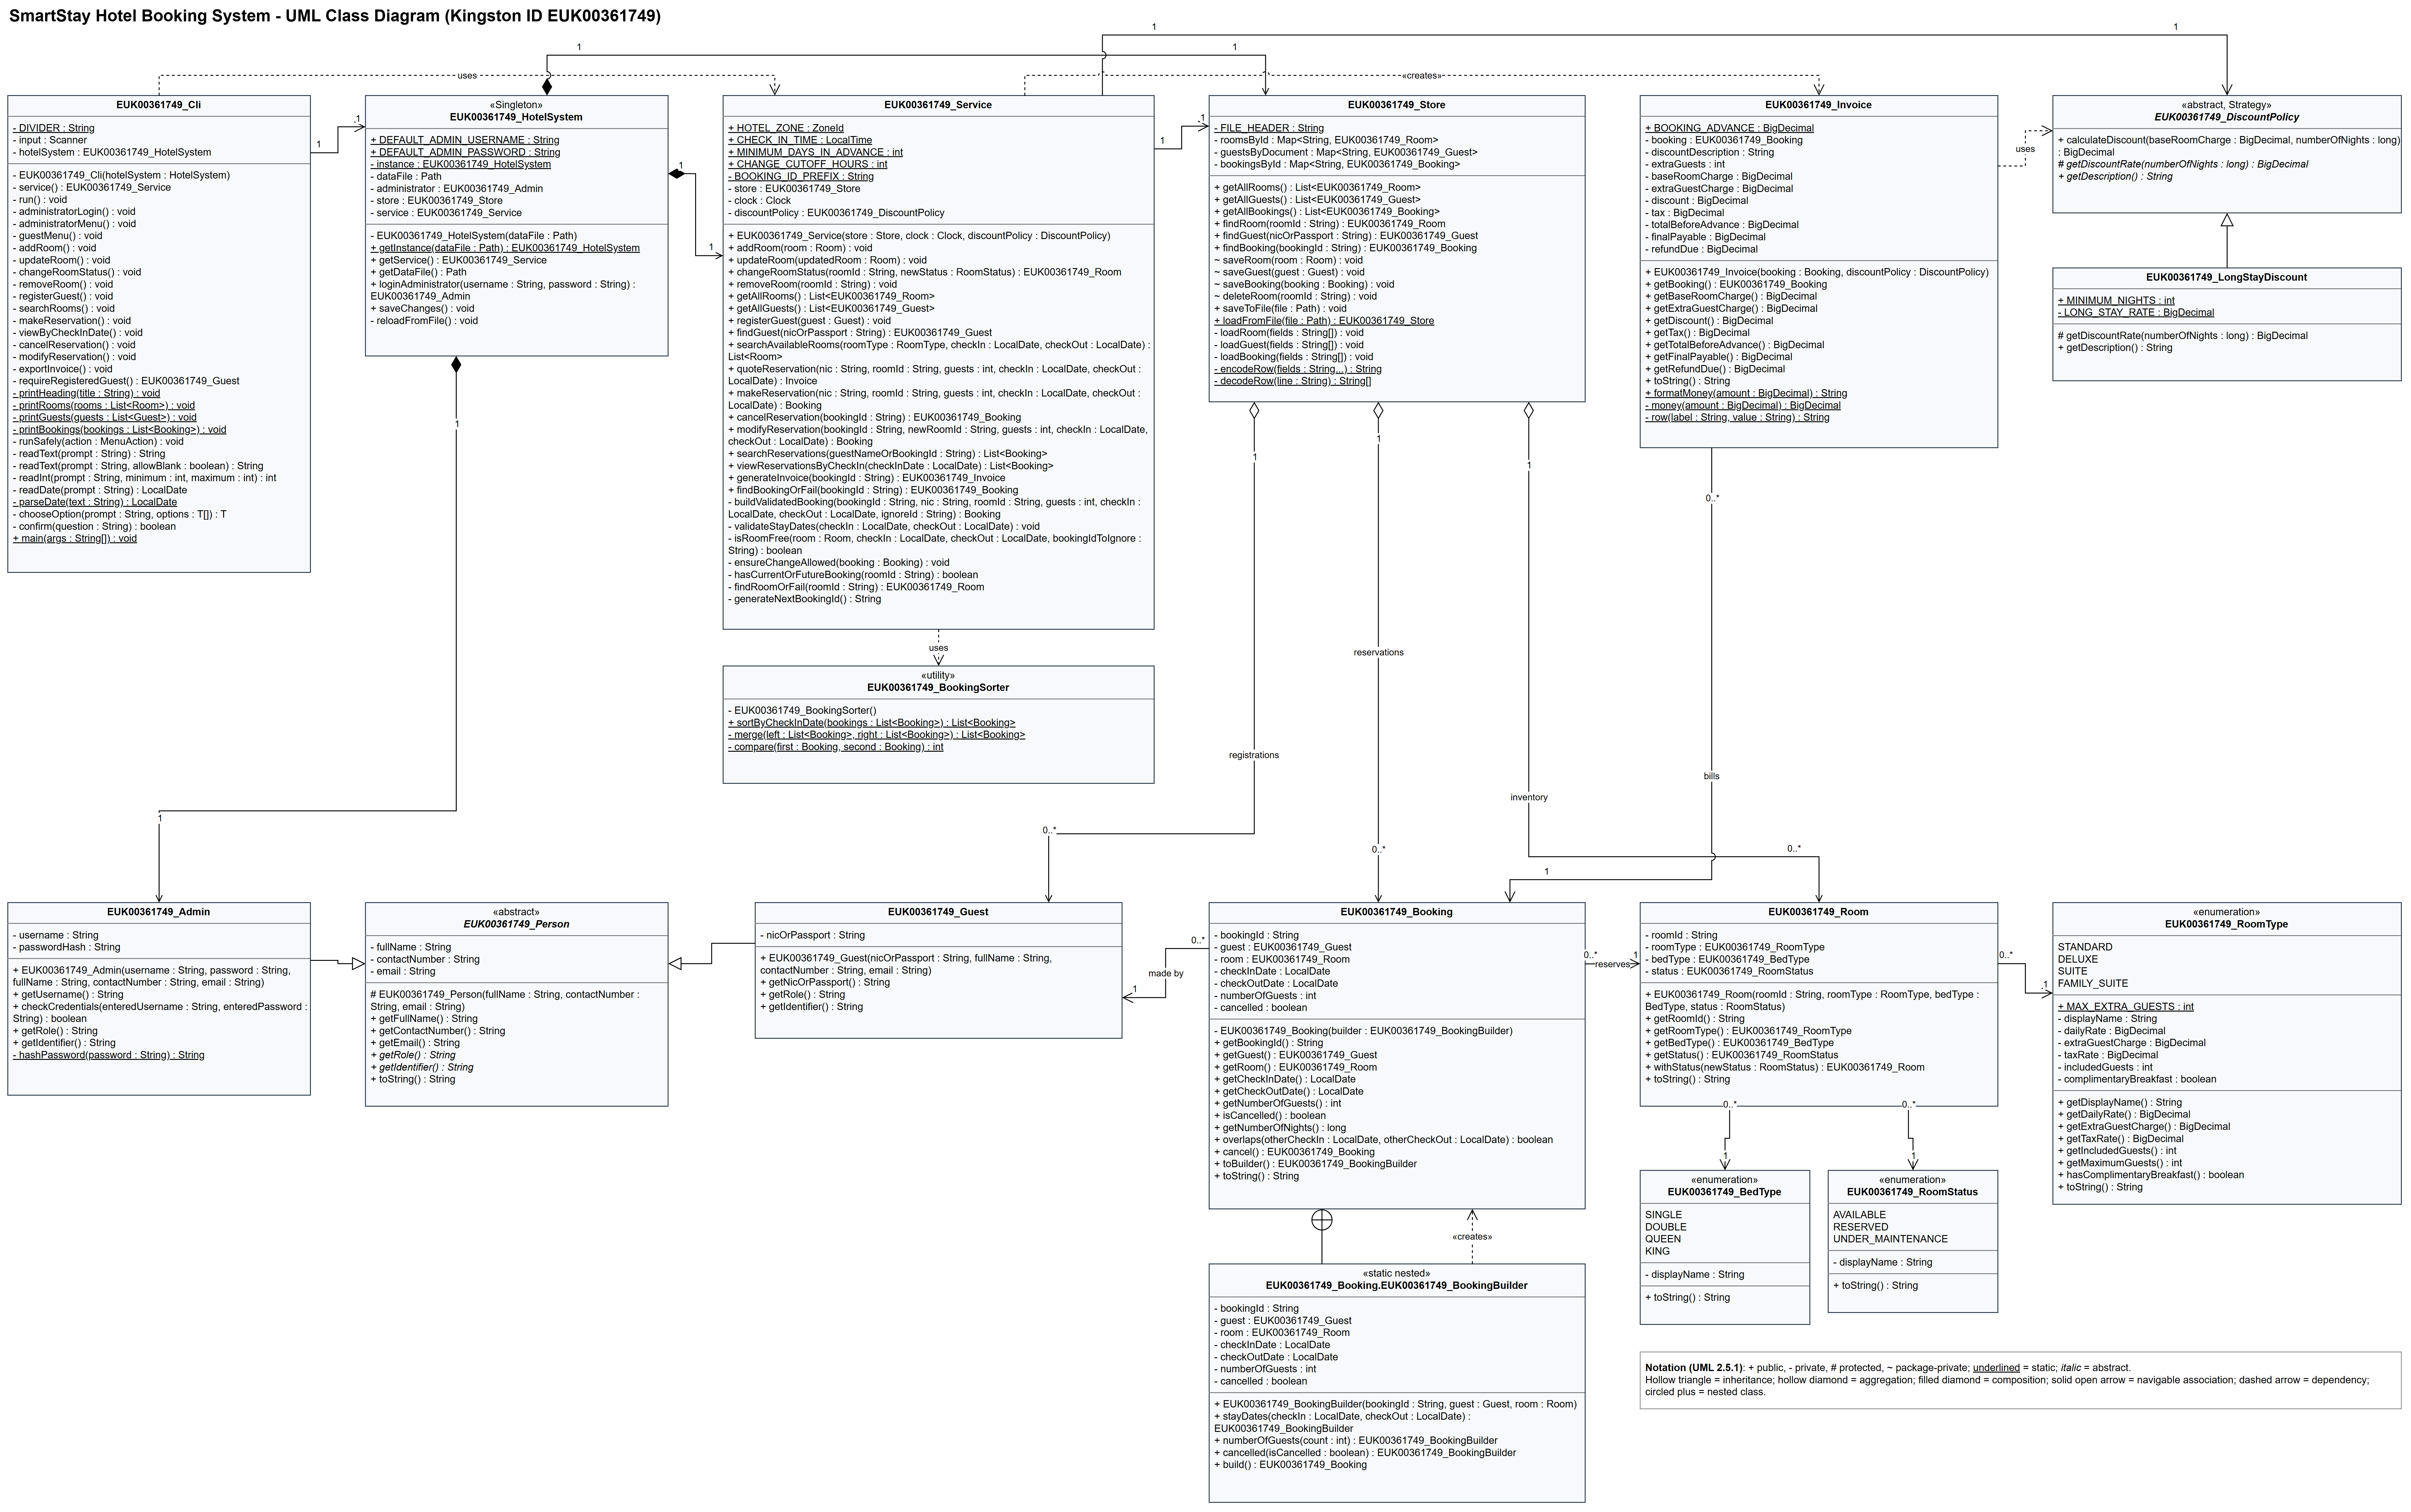 SmartStay Hotel Booking System - UML Class Diagram (Kingston ID EUK00361749)
1
1
1
1
uses
«creates»
EUK00361749_Cli
- DIVIDER : String
- input : Scanner
- hotelSystem : EUK00361749_HotelSystem
- EUK00361749_Cli(hotelSystem : HotelSystem)
- service() : EUK00361749_Service
- run() : void
- administratorLogin() : void
- administratorMenu() : void
- guestMenu() : void
- addRoom() : void
- updateRoom() : void
- changeRoomStatus() : void
- removeRoom() : void
- registerGuest() : void
- searchRooms() : void
- makeReservation() : void
- viewByCheckInDate() : void
- cancelReservation() : void
- modifyReservation() : void
- exportInvoice() : void
- requireRegisteredGuest() : EUK00361749_Guest
- printHeading(title : String) : void
- printRooms(rooms : List<Room>) : void
- printGuests(guests : List<Guest>) : void
- printBookings(bookings : List<Booking>) : void
- runSafely(action : MenuAction) : void
- readText(prompt : String) : String
- readText(prompt : String, allowBlank : boolean) : String
- readInt(prompt : String, minimum : int, maximum : int) : int
- readDate(prompt : String) : LocalDate
- parseDate(text : String) : LocalDate
- chooseOption(prompt : String, options : T[]) : T
- confirm(question : String) : boolean
+ main(args : String[]) : void
1
1
«Singleton»
EUK00361749_HotelSystem
+ DEFAULT_ADMIN_USERNAME : String
+ DEFAULT_ADMIN_PASSWORD : String
- instance : EUK00361749_HotelSystem
- dataFile : Path
- administrator : EUK00361749_Admin
- store : EUK00361749_Store
- service : EUK00361749_Service
- EUK00361749_HotelSystem(dataFile : Path)
+ getInstance(dataFile : Path) : EUK00361749_HotelSystem
+ getService() : EUK00361749_Service
+ getDataFile() : Path
+ loginAdministrator(username : String, password : String) :
EUK00361749_Admin
+ saveChanges() : void
- reloadFromFile() : void
1
1
1
1
EUK00361749_Service
+ HOTEL_ZONE : ZoneId
+ CHECK_IN_TIME : LocalTime
+ MINIMUM_DAYS_IN_ADVANCE : int
+ CHANGE_CUTOFF_HOURS : int
- BOOKING_ID_PREFIX : String
- store : EUK00361749_Store
- clock : Clock
- discountPolicy : EUK00361749_DiscountPolicy
+ EUK00361749_Service(store : Store, clock : Clock, discountPolicy : DiscountPolicy)
+ addRoom(room : Room) : void
+ updateRoom(updatedRoom : Room) : void
+ changeRoomStatus(roomId : String, newStatus : RoomStatus) : EUK00361749_Room
+ removeRoom(roomId : String) : void
+ getAllRooms() : List<EUK00361749_Room>
+ getAllGuests() : List<EUK00361749_Guest>
+ registerGuest(guest : Guest) : void
+ findGuest(nicOrPassport : String) : EUK00361749_Guest
+ searchAvailableRooms(roomType : RoomType, checkIn : LocalDate, checkOut : LocalDate) :
List<Room>
+ quoteReservation(nic : String, roomId : String, guests : int, checkIn : LocalDate, checkOut :
LocalDate) : Invoice
+ makeReservation(nic : String, roomId : String, guests : int, checkIn : LocalDate, checkOut :
LocalDate) : Booking
+ cancelReservation(bookingId : String) : EUK00361749_Booking
+ modifyReservation(bookingId : String, newRoomId : String, guests : int, checkIn : LocalDate,
checkOut : LocalDate) : Booking
+ searchReservations(guestNameOrBookingId : String) : List<Booking>
+ viewReservationsByCheckIn(checkInDate : LocalDate) : List<Booking>
+ generateInvoice(bookingId : String) : EUK00361749_Invoice
+ findBookingOrFail(bookingId : String) : EUK00361749_Booking
- buildValidatedBooking(bookingId : String, nic : String, roomId : String, guests : int, checkIn :
LocalDate, checkOut : LocalDate, ignoreId : String) : Booking
- validateStayDates(checkIn : LocalDate, checkOut : LocalDate) : void
- isRoomFree(room : Room, checkIn : LocalDate, checkOut : LocalDate, bookingIdToIgnore :
String) : boolean
- ensureChangeAllowed(booking : Booking) : void
- hasCurrentOrFutureBooking(roomId : String) : boolean
- findRoomOrFail(roomId : String) : EUK00361749_Room
- generateNextBookingId() : String
1
1
uses
«utility»
EUK00361749_BookingSorter
- EUK00361749_BookingSorter()
+ sortByCheckInDate(bookings : List<Booking>) : List<Booking>
- merge(left : List<Booking>, right : List<Booking>) : List<Booking>
- compare(first : Booking, second : Booking) : int
EUK00361749_Store
- FILE_HEADER : String
- roomsById : Map<String, EUK00361749_Room>
- guestsByDocument : Map<String, EUK00361749_Guest>
- bookingsById : Map<String, EUK00361749_Booking>
+ getAllRooms() : List<EUK00361749_Room>
+ getAllGuests() : List<EUK00361749_Guest>
+ getAllBookings() : List<EUK00361749_Booking>
+ findRoom(roomId : String) : EUK00361749_Room
+ findGuest(nicOrPassport : String) : EUK00361749_Guest
+ findBooking(bookingId : String) : EUK00361749_Booking
~ saveRoom(room : Room) : void
~ saveGuest(guest : Guest) : void
~ saveBooking(booking : Booking) : void
~ deleteRoom(roomId : String) : void
+ saveToFile(file : Path) : void
+ loadFromFile(file : Path) : EUK00361749_Store
- loadRoom(fields : String[]) : void
- loadGuest(fields : String[]) : void
- loadBooking(fields : String[]) : void
- encodeRow(fields : String...) : String
- decodeRow(line : String) : String[]
1
registrations
0..*
1
reservations
0..*
1
inventory
0..*
EUK00361749_Invoice
+ BOOKING_ADVANCE : BigDecimal
- booking : EUK00361749_Booking
- discountDescription : String
- extraGuests : int
- baseRoomCharge : BigDecimal
- extraGuestCharge : BigDecimal
- discount : BigDecimal
- tax : BigDecimal
- totalBeforeAdvance : BigDecimal
- finalPayable : BigDecimal
- refundDue : BigDecimal
+ EUK00361749_Invoice(booking : Booking, discountPolicy : DiscountPolicy)
+ getBooking() : EUK00361749_Booking
+ getBaseRoomCharge() : BigDecimal
+ getExtraGuestCharge() : BigDecimal
+ getDiscount() : BigDecimal
+ getTax() : BigDecimal
+ getTotalBeforeAdvance() : BigDecimal
+ getFinalPayable() : BigDecimal
+ getRefundDue() : BigDecimal
+ toString() : String
+ formatMoney(amount : BigDecimal) : String
- money(amount : BigDecimal) : BigDecimal
- row(label : String, value : String) : String
0..*
bills
1
uses
«abstract, Strategy»
EUK00361749_DiscountPolicy
+ calculateDiscount(baseRoomCharge : BigDecimal, numberOfNights : long)
: BigDecimal
# getDiscountRate(numberOfNights : long) : BigDecimal
+ getDescription() : String
EUK00361749_LongStayDiscount
+ MINIMUM_NIGHTS : int
- LONG_STAY_RATE : BigDecimal
# getDiscountRate(numberOfNights : long) : BigDecimal
+ getDescription() : String
EUK00361749_Admin
- username : String
- passwordHash : String
+ EUK00361749_Admin(username : String, password : String,
fullName : String, contactNumber : String, email : String)
+ getUsername() : String
+ checkCredentials(enteredUsername : String, enteredPassword :
String) : boolean
+ getRole() : String
+ getIdentifier() : String
- hashPassword(password : String) : String
«abstract»
EUK00361749_Person
- fullName : String
- contactNumber : String
- email : String
# EUK00361749_Person(fullName : String, contactNumber :
String, email : String)
+ getFullName() : String
+ getContactNumber() : String
+ getEmail() : String
+ getRole() : String
+ getIdentifier() : String
+ toString() : String
EUK00361749_Guest
- nicOrPassport : String
+ EUK00361749_Guest(nicOrPassport : String, fullName : String,
contactNumber : String, email : String)
+ getNicOrPassport() : String
+ getRole() : String
+ getIdentifier() : String
0..*
made by
1
EUK00361749_Booking
- bookingId : String
- guest : EUK00361749_Guest
- room : EUK00361749_Room
- checkInDate : LocalDate
- checkOutDate : LocalDate
- numberOfGuests : int
- cancelled : boolean
- EUK00361749_Booking(builder : EUK00361749_BookingBuilder)
+ getBookingId() : String
+ getGuest() : EUK00361749_Guest
+ getRoom() : EUK00361749_Room
+ getCheckInDate() : LocalDate
+ getCheckOutDate() : LocalDate
+ getNumberOfGuests() : int
+ isCancelled() : boolean
+ getNumberOfNights() : long
+ overlaps(otherCheckIn : LocalDate, otherCheckOut : LocalDate) : boolean
+ cancel() : EUK00361749_Booking
+ toBuilder() : EUK00361749_BookingBuilder
+ toString() : String
«creates»
0..*
reserves
1
«static nested»
EUK00361749_Booking.EUK00361749_BookingBuilder
- bookingId : String
- guest : EUK00361749_Guest
- room : EUK00361749_Room
- checkInDate : LocalDate
- checkOutDate : LocalDate
- numberOfGuests : int
- cancelled : boolean
+ EUK00361749_BookingBuilder(bookingId : String, guest : Guest, room : Room)
+ stayDates(checkIn : LocalDate, checkOut : LocalDate) :
EUK00361749_BookingBuilder
+ numberOfGuests(count : int) : EUK00361749_BookingBuilder
+ cancelled(isCancelled : boolean) : EUK00361749_BookingBuilder
+ build() : EUK00361749_Booking
EUK00361749_Room
- roomId : String
- roomType : EUK00361749_RoomType
- bedType : EUK00361749_BedType
- status : EUK00361749_RoomStatus
+ EUK00361749_Room(roomId : String, roomType : RoomType, bedType :
BedType, status : RoomStatus)
+ getRoomId() : String
+ getRoomType() : EUK00361749_RoomType
+ getBedType() : EUK00361749_BedType
+ getStatus() : EUK00361749_RoomStatus
+ withStatus(newStatus : RoomStatus) : EUK00361749_Room
+ toString() : String
0..*
1
0..*
1
0..*
1
«enumeration»
EUK00361749_BedType
SINGLE
DOUBLE
QUEEN
KING
- displayName : String
+ toString() : String
«enumeration»
EUK00361749_RoomStatus
AVAILABLE
RESERVED
UNDER_MAINTENANCE
- displayName : String
+ toString() : String
«enumeration»
EUK00361749_RoomType
STANDARD
DELUXE
SUITE
FAMILY_SUITE
+ MAX_EXTRA_GUESTS : int
- displayName : String
- dailyRate : BigDecimal
- extraGuestCharge : BigDecimal
- taxRate : BigDecimal
- includedGuests : int
- complimentaryBreakfast : boolean
+ getDisplayName() : String
+ getDailyRate() : BigDecimal
+ getExtraGuestCharge() : BigDecimal
+ getTaxRate() : BigDecimal
+ getIncludedGuests() : int
+ getMaximumGuests() : int
+ hasComplimentaryBreakfast() : boolean
+ toString() : String
Notation (UML 2.5.1): + public, - private, # protected, ~ package-private; underlined = static; italic = abstract.
Hollow triangle = inheritance; hollow diamond = aggregation; filled diamond = composition; solid open arrow = navigable association; dashed arrow = dependency;
circled plus = nested class.